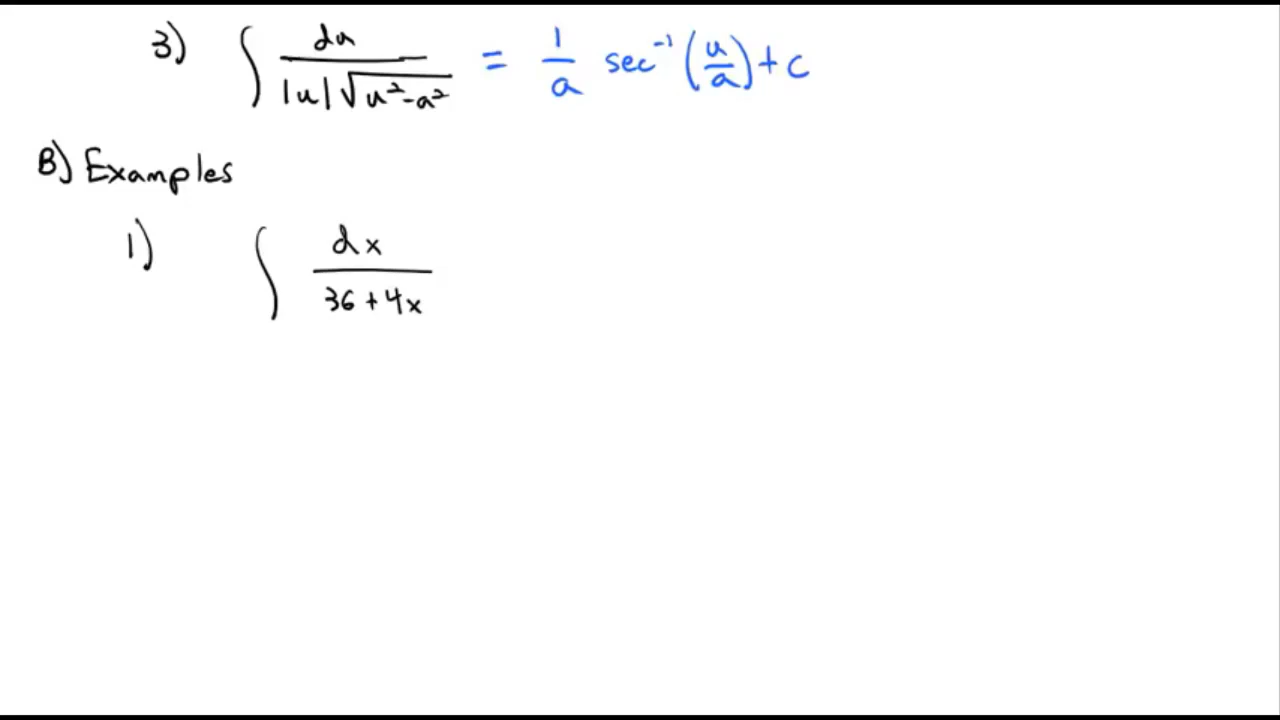 3) ∫ du / |u|√(u² - a²) = 1/a sec⁻¹(u/a) + c
B) Examples
1) ∫ dx / 36 + 4x